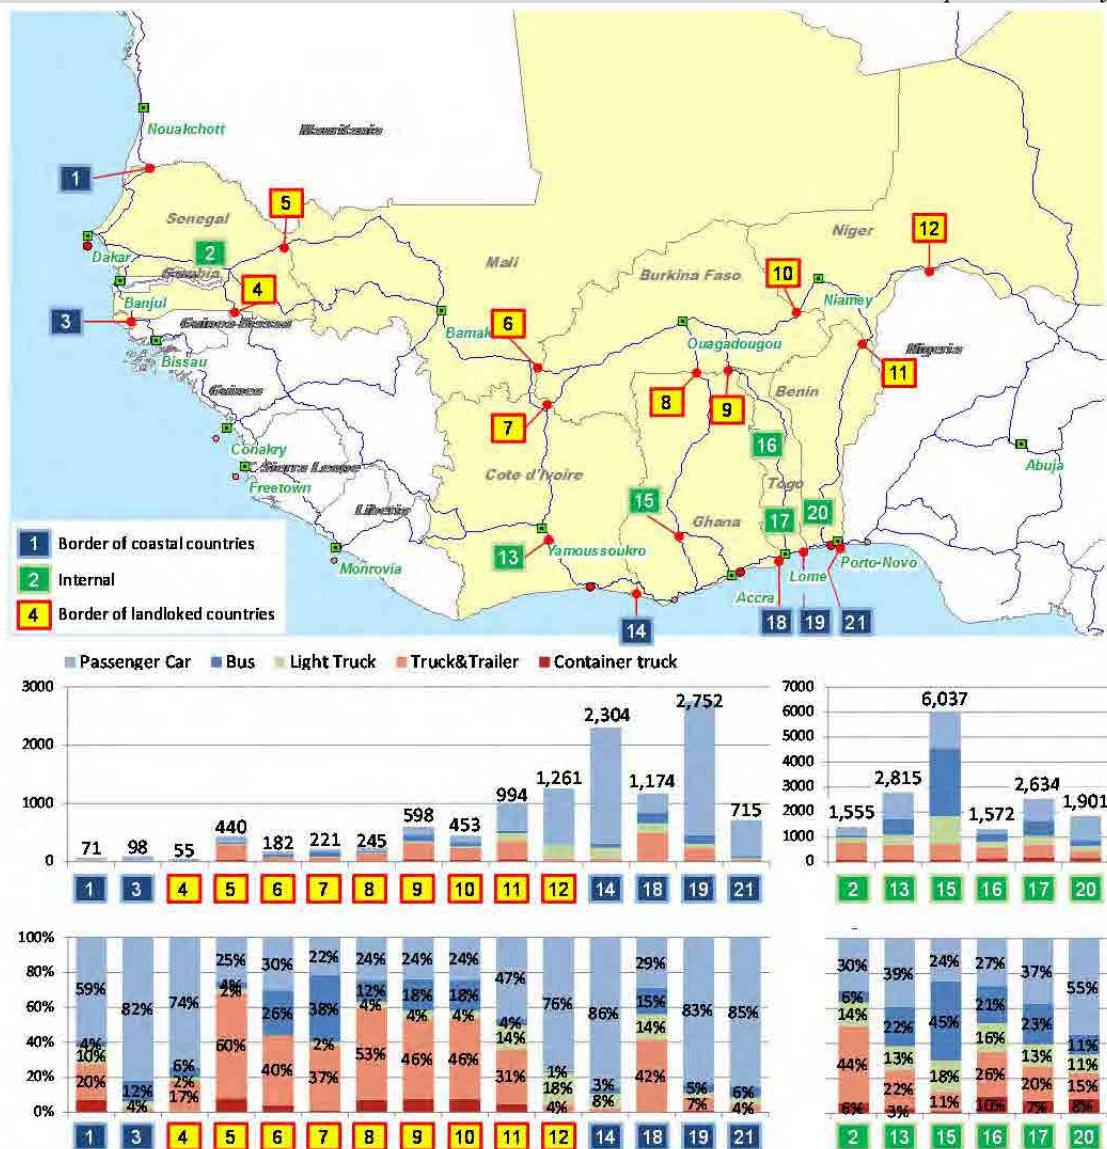 Nouakchott
Mauritania
1
5
Senegal
2
12
Dakar
Niger
Mali
Gambia
4
Burkina Faso
10
Niamey
Banjul
3
Guinea-Bissau
Bamak
6
Ouagadougou
Nigeria
Bissau
11
Guinea
8
9
Benin
7
16
Conakry
Abuja
Sierra Leone
Cote d'Ivoire
Togo
Freetown
15
Liberia
Ghana
17
20
1 Border of coastal countries
13
Yamoussoukro
Porto-Novo
2 Internal
Monrovia
Lome
Accra
4 Border of landloked countries
14
18
19
21
Passenger Car Bus Light Truck Truck&Trailer Container truck
3000
2000
1000
0
71 98 55 440 182 221 245 598 453 994 1,261 2,304 1,174 2,752 715
1 3 4 5 6 7 8 9 10 11 12 14 18 19 21
7000
6000
5000
4000
3000
2000
1000
0
1,555 2,815 6,037 1,572 2,634 1,901
2 13 15 16 17 20
100%
80%
60%
40%
20%
0%
59% 4% 10% 20%
82% 12% 4%
74% 6% 2% 17%
25% 4% 2% 60%
30% 26% 40%
22% 38% 2% 37%
24% 12% 4% 53%
24% 18% 4% 46%
24% 18% 4% 46%
47% 4% 14% 31%
76% 1% 18% 4%
86% 3% 8%
29% 15% 14% 42%
83% 5% 7%
85% 6% 4%
1 3 4 5 6 7 8 9 10 11 12 14 18 19 21
30% 6% 14% 44% 6%
39% 22% 13% 22% 3%
24% 45% 18% 11%
27% 21% 16% 26% 10%
37% 23% 13% 20% 7%
55% 11% 11% 15% 8%
2 13 15 16 17 20